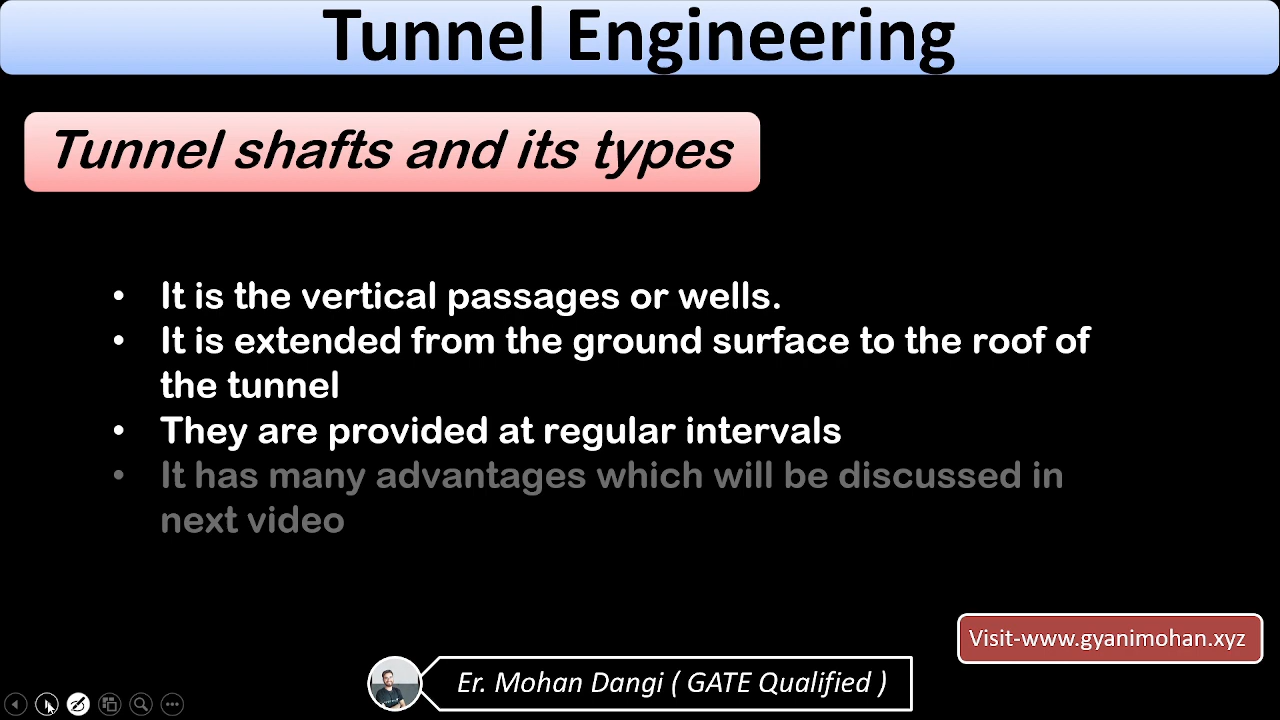 Tunnel Engineering
Tunnel shafts and its types
• It is the vertical passages or wells.
• It is extended from the ground surface to the roof of
the tunnel
• They are provided at regular intervals
• It has many advantages which will be discussed in
next video
Visit-www.gyanimohan.xyz
Er. Mohan Dangi ( GATE Qualified )